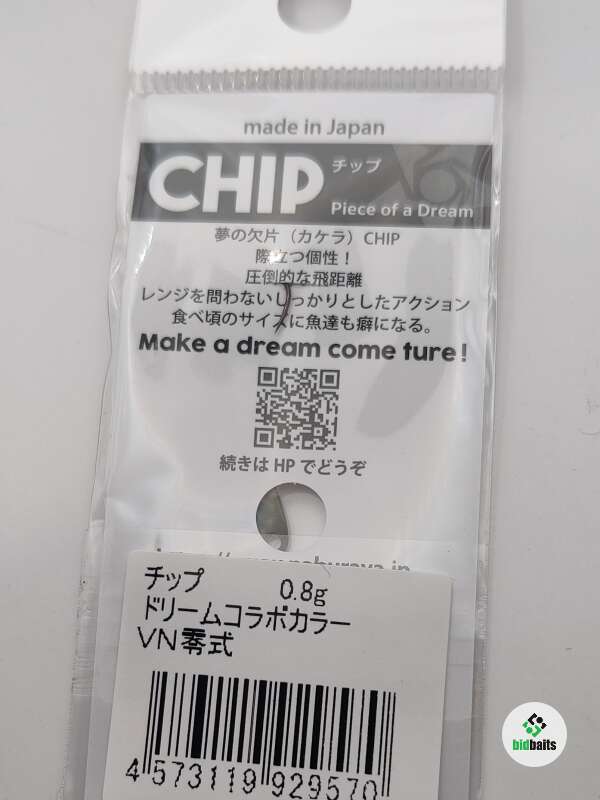 made in Japan
CHIP チップ
Piece of a Dream
夢の欠片（カケラ）CHIP
際立つ個性！
圧倒的な飛距離
レンジを問わないしっかりとしたアクション
食べ頃のサイズに魚達も癖になる。
Make a dream come ture!
続きは HP でどうぞ
チップ 0.8g
ドリームコラボカラー
VN零式
4 573119 929570
bidbaits